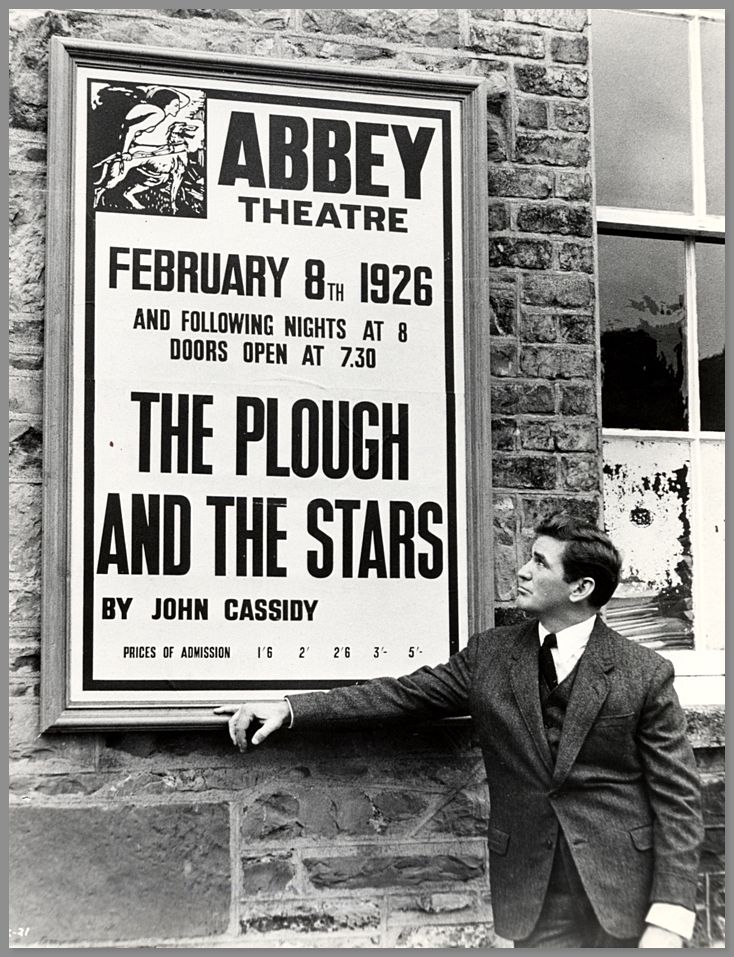 ABBEY
THEATRE
FEBRUARY 8TH 1926
AND FOLLOWING NIGHTS AT 8
DOORS OPEN AT 7.30
THE PLOUGH
AND THE STARS
BY JOHN CASSIDY
PRICES OF ADMISSION 1'6 2' 2'6 3'- 5'-
-21